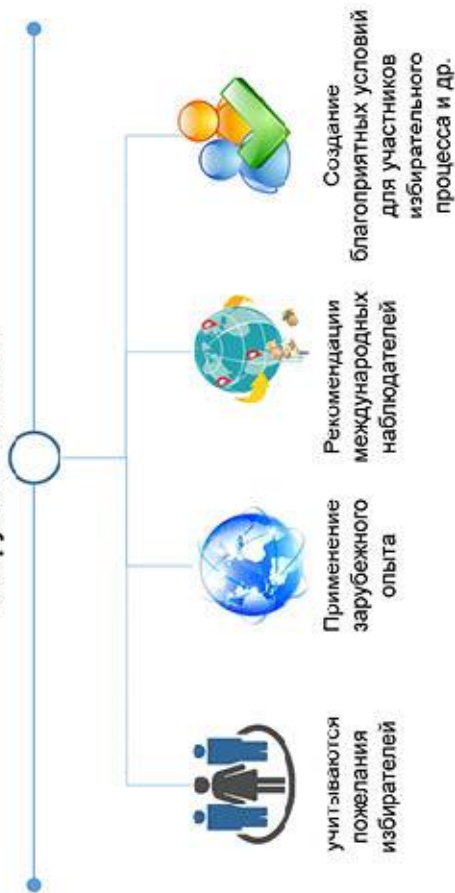 учитываются
пожелания
избирателей
Применение
зарубежного
опыта
Рекомендации
международных
наблюдателей
Создание
благоприятных условий
для участников
избирательного
процесса и др.